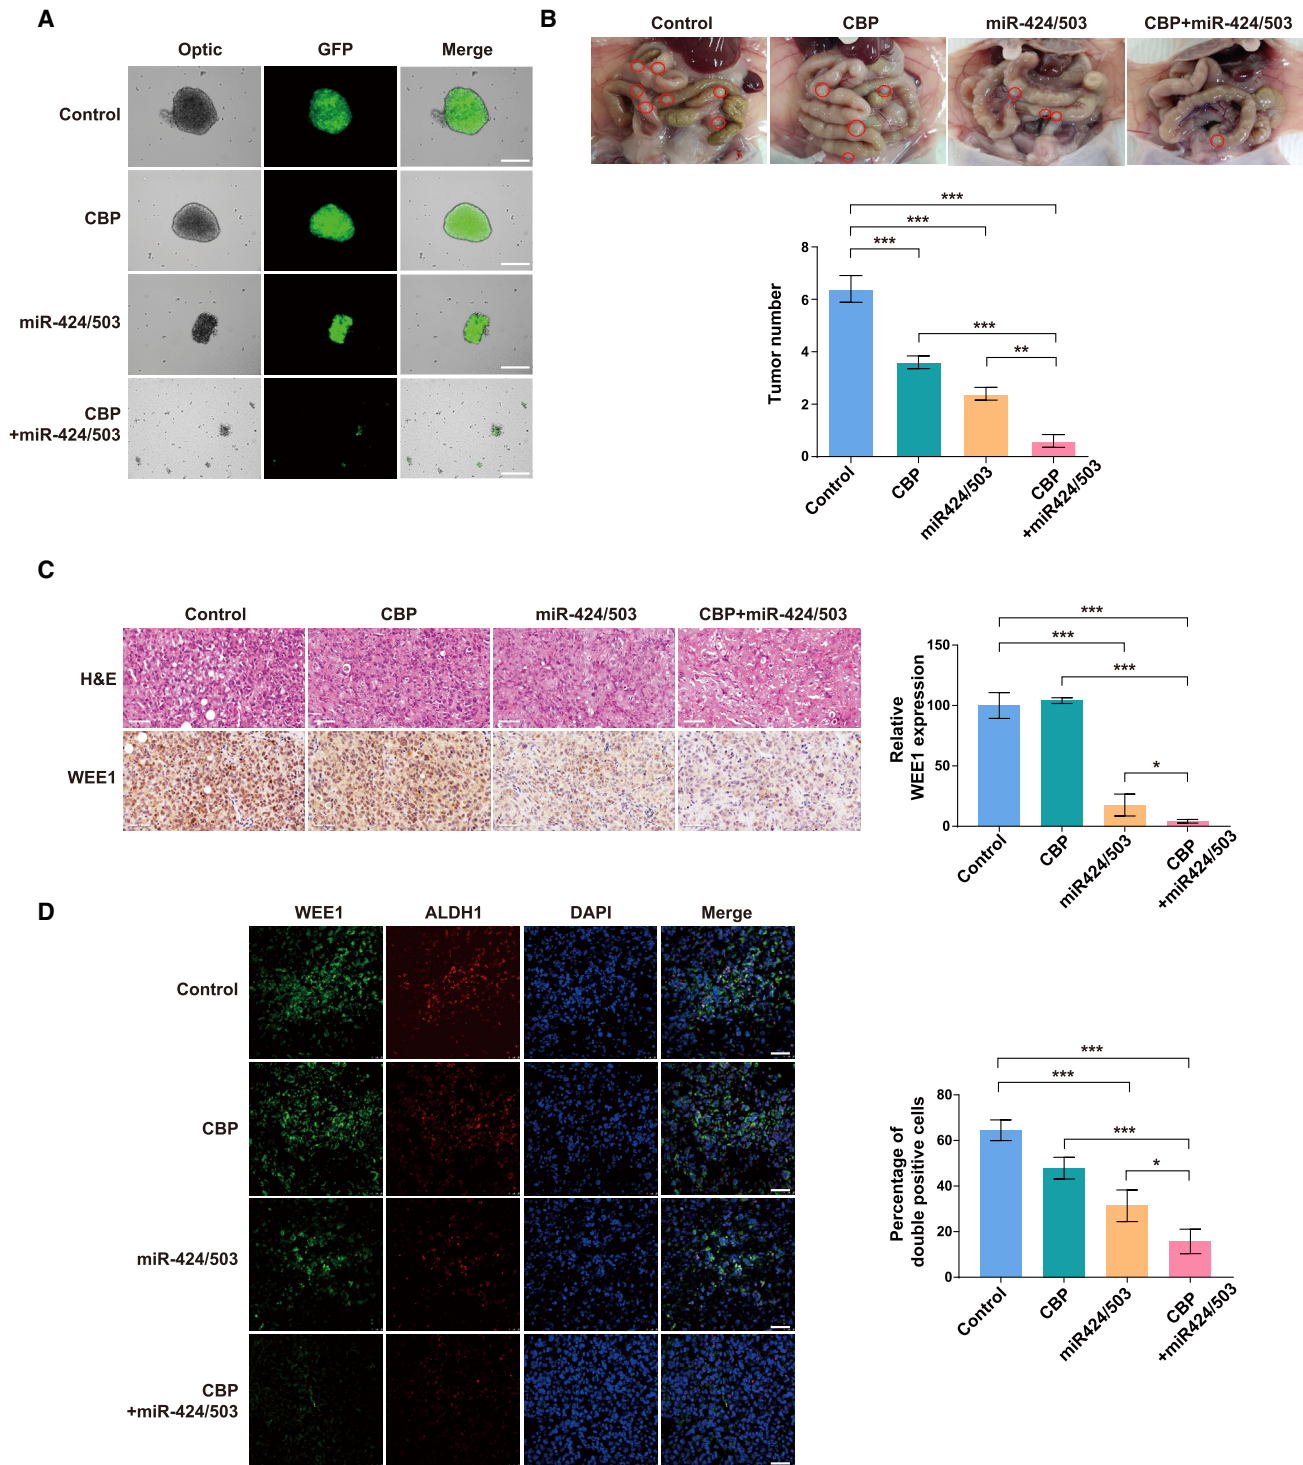 A
Optic GFP Merge
Control
CBP
miR-424/503
CBP
+miR-424/503
B
Control CBP miR-424/503 CBP+miR-424/503
***
***
***
***
**
Tumor number
8
6
4
2
0
Control
CBP
miR424/503
CBP
+miR424/503
C
Control CBP miR-424/503 CBP+miR-424/503
H&E
WEE1
***
***
***
*
Relative
WEE1 expression
150
100
50
0
Control
CBP
miR424/503
CBP
+miR424/503
D
WEE1 ALDH1 DAPI Merge
Control
CBP
miR-424/503
CBP
+miR-424/503
***
***
***
*
Percentage of
double positive cells
80
60
40
20
0
Control
CBP
miR424/503
CBP
+miR424/503